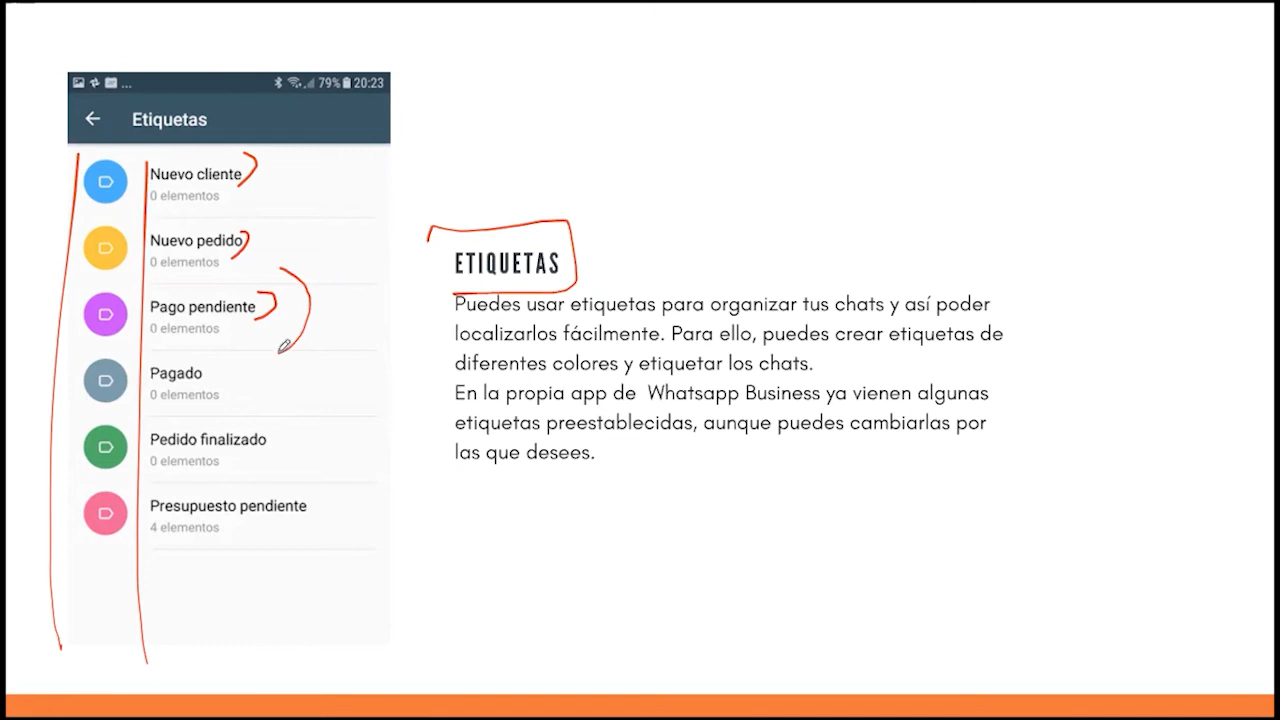 ... 79% 20:23
Etiquetas
Nuevo cliente
0 elementos
Nuevo pedido
0 elementos
Pago pendiente
0 elementos
Pagado
0 elementos
Pedido finalizado
0 elementos
Presupuesto pendiente
4 elementos
ETIQUETAS
Puedes usar etiquetas para organizar tus chats y así poder
localizarlos fácilmente. Para ello, puedes crear etiquetas de
diferentes colores y etiquetar los chats.
En la propia app de Whatsapp Business ya vienen algunas
etiquetas preestablecidas, aunque puedes cambiarlas por
las que desees.